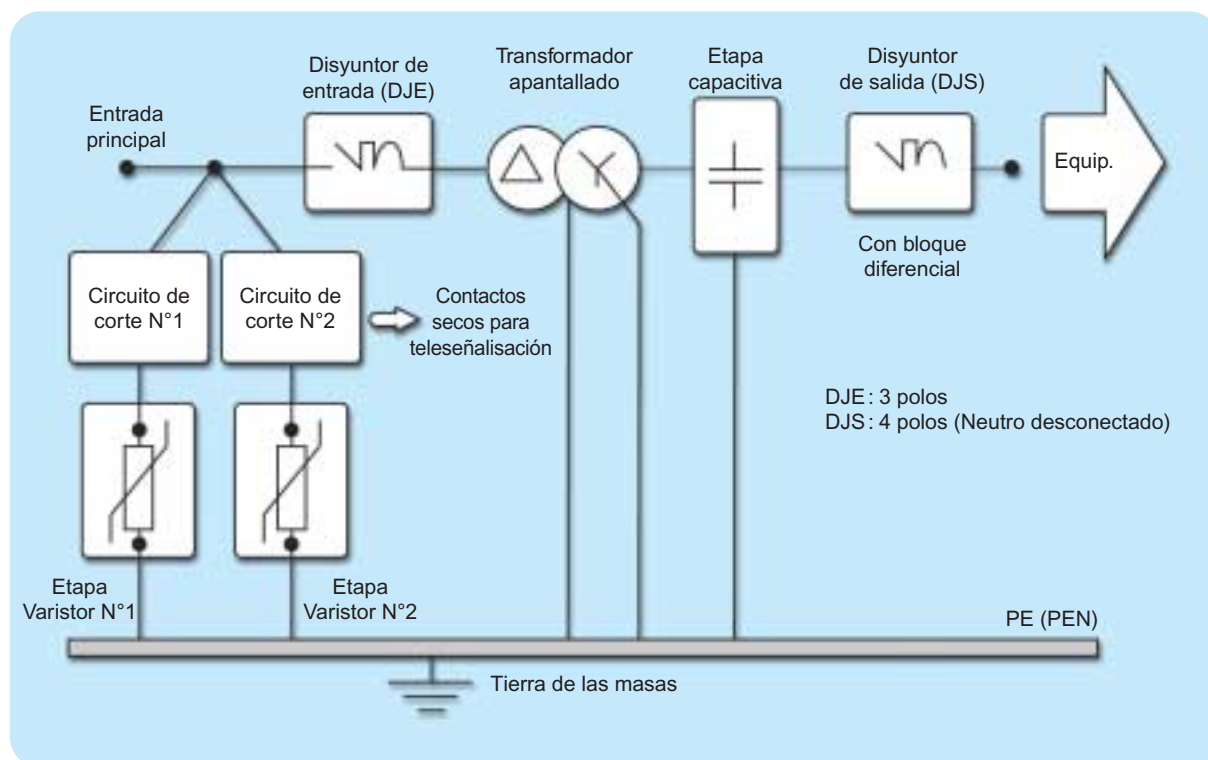 Disyuntor de
entrada (DJE)
Transformador
apantallado
Etapa
capacitiva
Disyuntor
de salida (DJS)
Entrada
principal
Equip.
Con bloque
diferencial
Circuito de
corte N°1
Circuito de
corte N°2
Contactos
secos para
teleseñalisación
DJE: 3 polos
DJS: 4 polos (Neutro desconectado)
Etapa
Varistor N°1
Etapa
Varistor N°2
PE (PEN)
Tierra de las masas